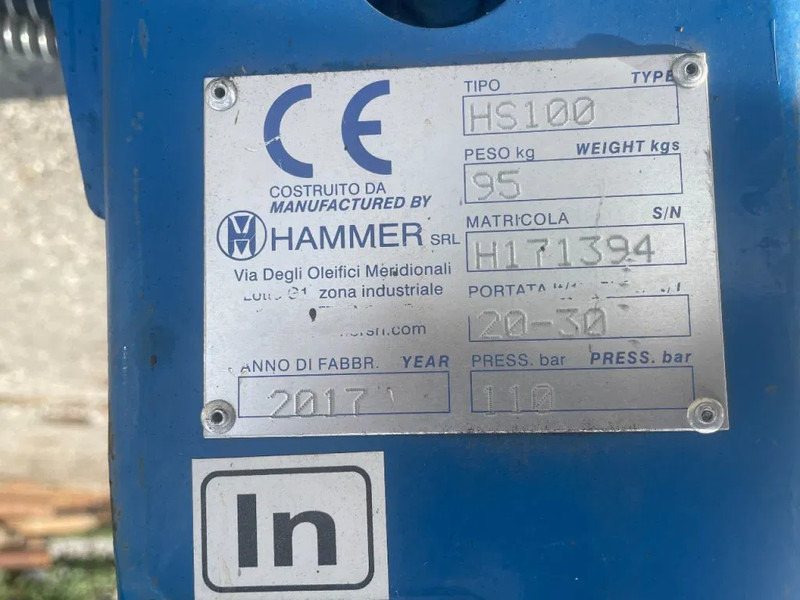 CE
COSTRUITO DA
MANUFACTURED BY
HAMMER SRL
Via Degli Oleifici Meridionali
zona industriale
.com
ANNO DI FABBR. YEAR
2017
TIPO TYPE
HS100
PESO kg WEIGHT kgs
95
MATRICOLA S/N
H171394
PORTATA
20-30
PRESS. bar PRESS. bar
110
In